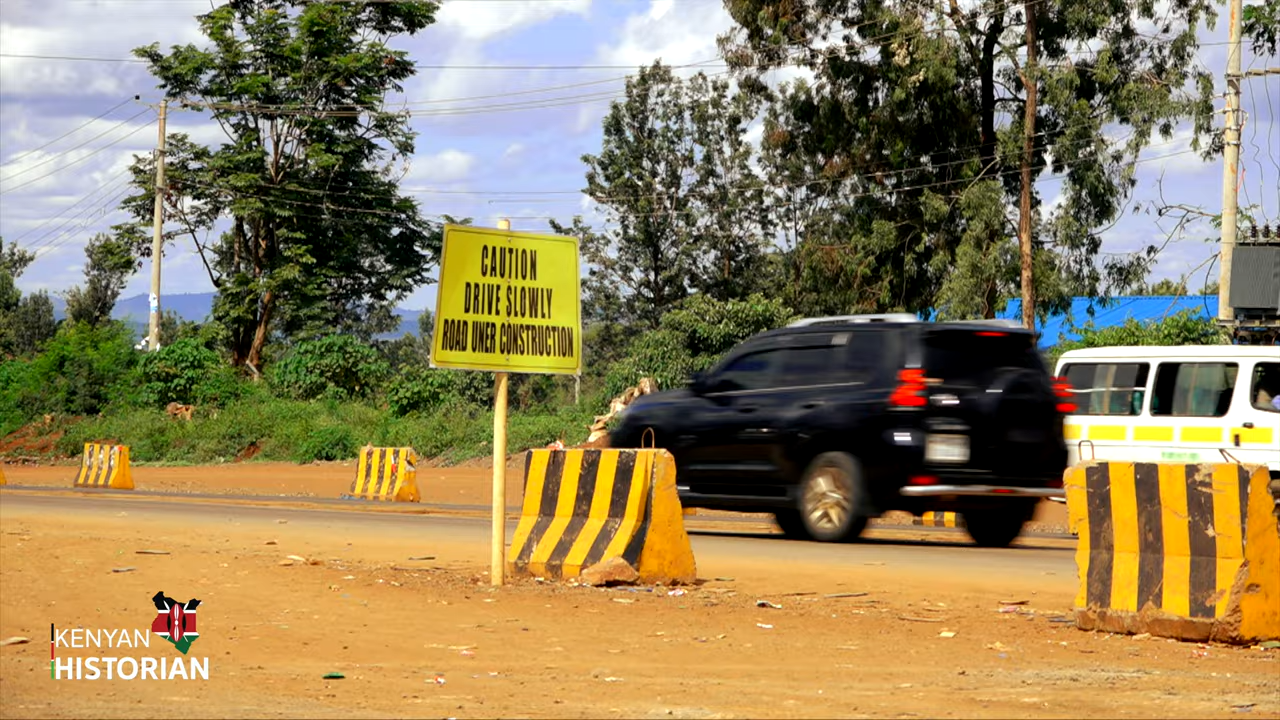 CAUTION
DRIVE SLOWLY
ROAD UNER CONSTRUCTION
KENYAN
HISTORIAN